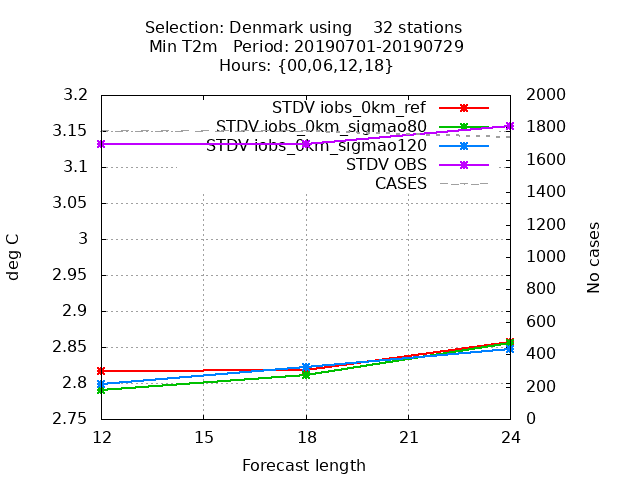 Selection: Denmark using    32 stations
Min T2m   Period: 20190701-20190729
Hours: {00,06,12,18}
STDV iobs_0km_ref
STDV iobs_0km_sigmao80
STDV iobs_0km_sigmao120
STDV OBS
CASES
deg C
3.2
3.15
3.1
3.05
3
2.95
2.9
2.85
2.8
2.75
2000
1800
1600
1400
1200
1000
800
600
400
200
0
No cases
12 15 18 21 24
Forecast length